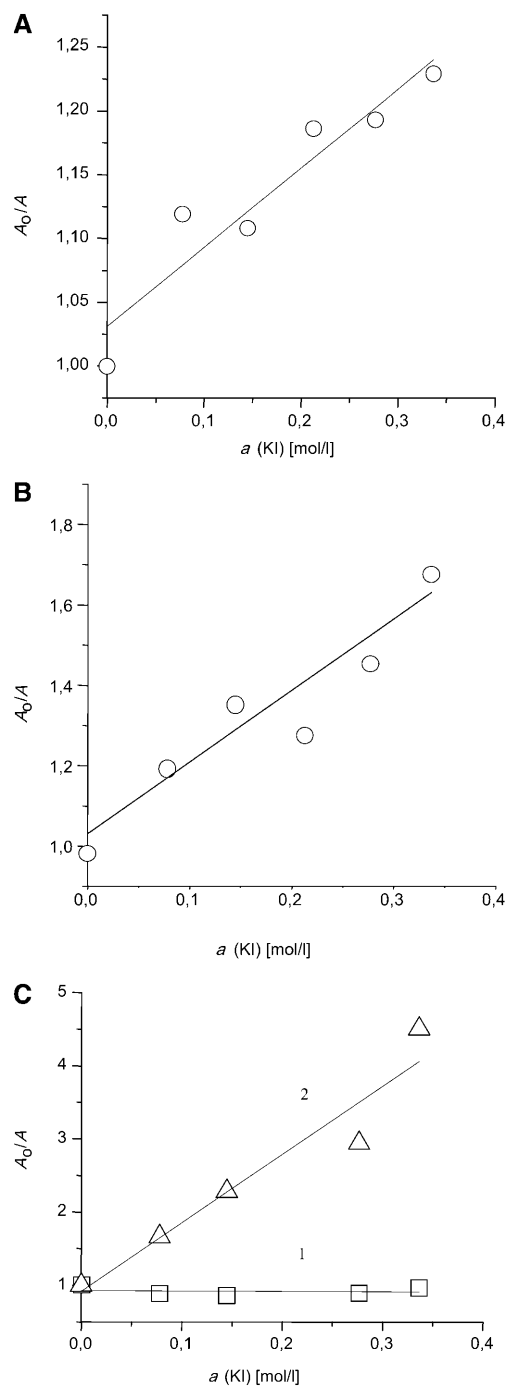 A
1,25
1,20
1,15
1,10
1,05
1,00
A0/A
0,0 0,1 0,2 0,3 0,4
a (KI) [mol/l]
B
1,8
1,6
1,4
1,2
1,0
A0/A
0,0 0,1 0,2 0,3 0,4
a (KI) [mol/l]
C
5
4
3
2
1
A0/A
2
1
0,0 0,1 0,2 0,3 0,4
a (KI) [mol/l]